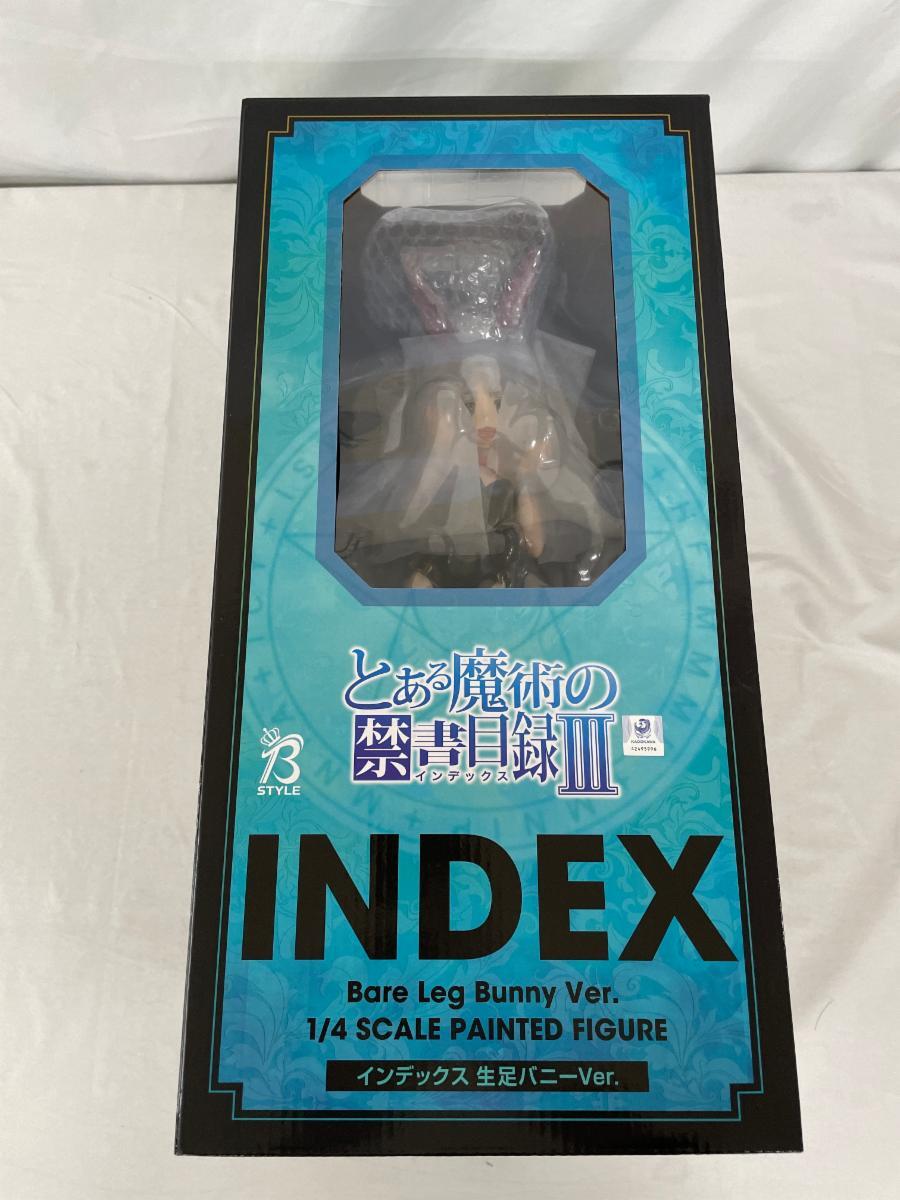 とある魔術の
禁書目録III
インデックス
KADOKAWA
B
STYLE
INDEX
Bare Leg Bunny Ver.
1/4 SCALE PAINTED FIGURE
インデックス 生足バニーVer.